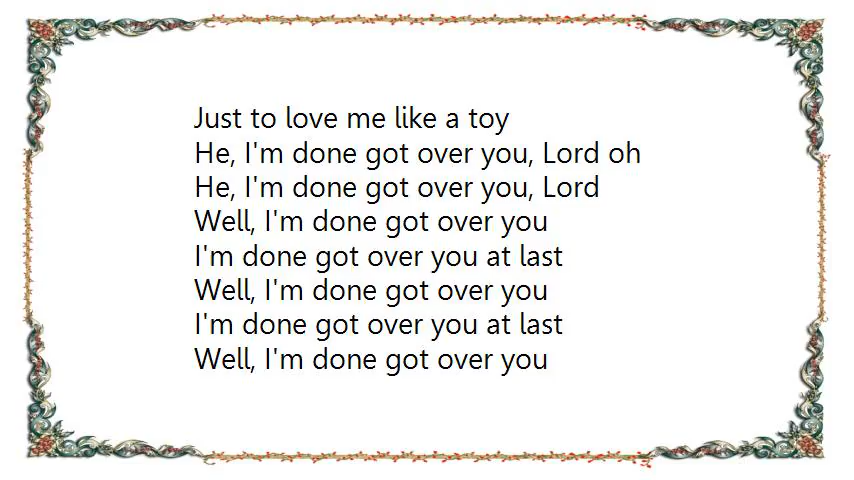 Just to love me like a toy
He, I'm done got over you, Lord oh
He, I'm done got over you, Lord
Well, I'm done got over you
I'm done got over you at last
Well, I'm done got over you
I'm done got over you at last
Well, I'm done got over you